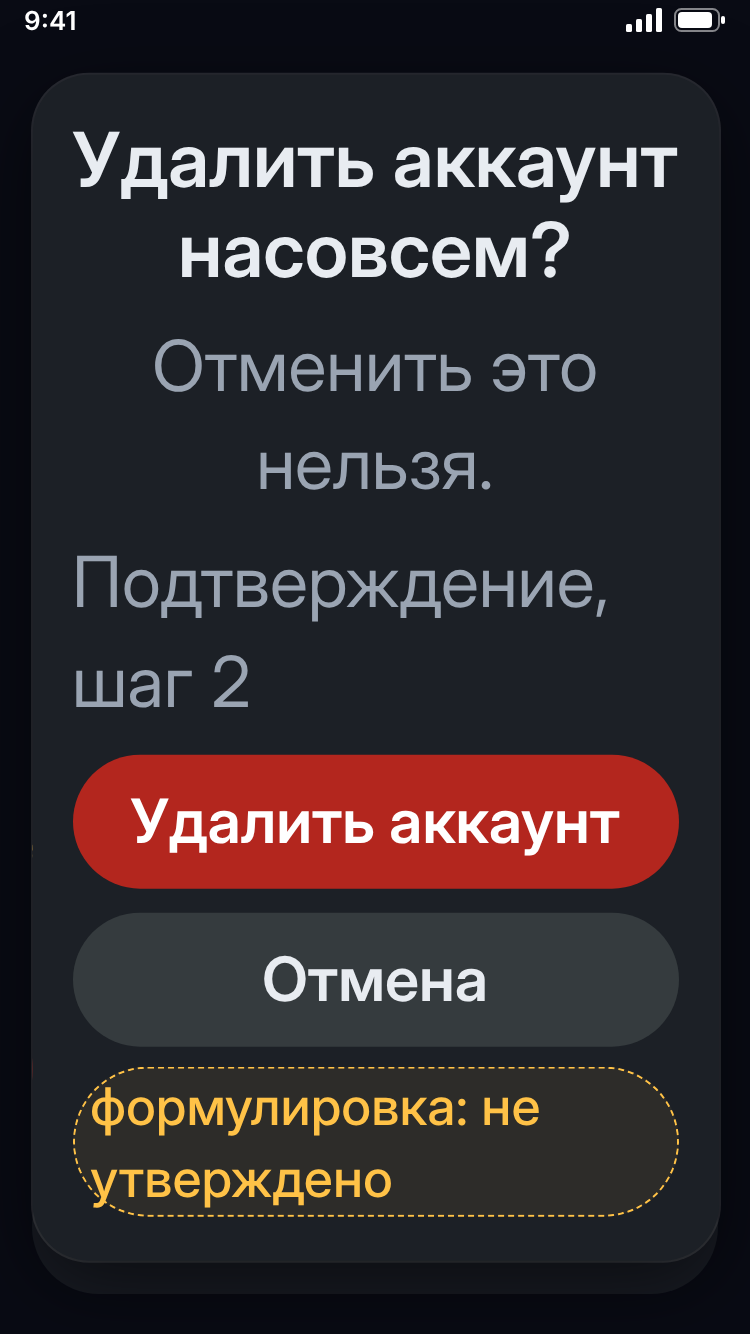 9:41
Удалить аккаунт
насовсем?
Отменить это
нельзя.
Подтверждение,
шаг 2
Удалить аккаунт
Отмена
формулировка: не
утверждено